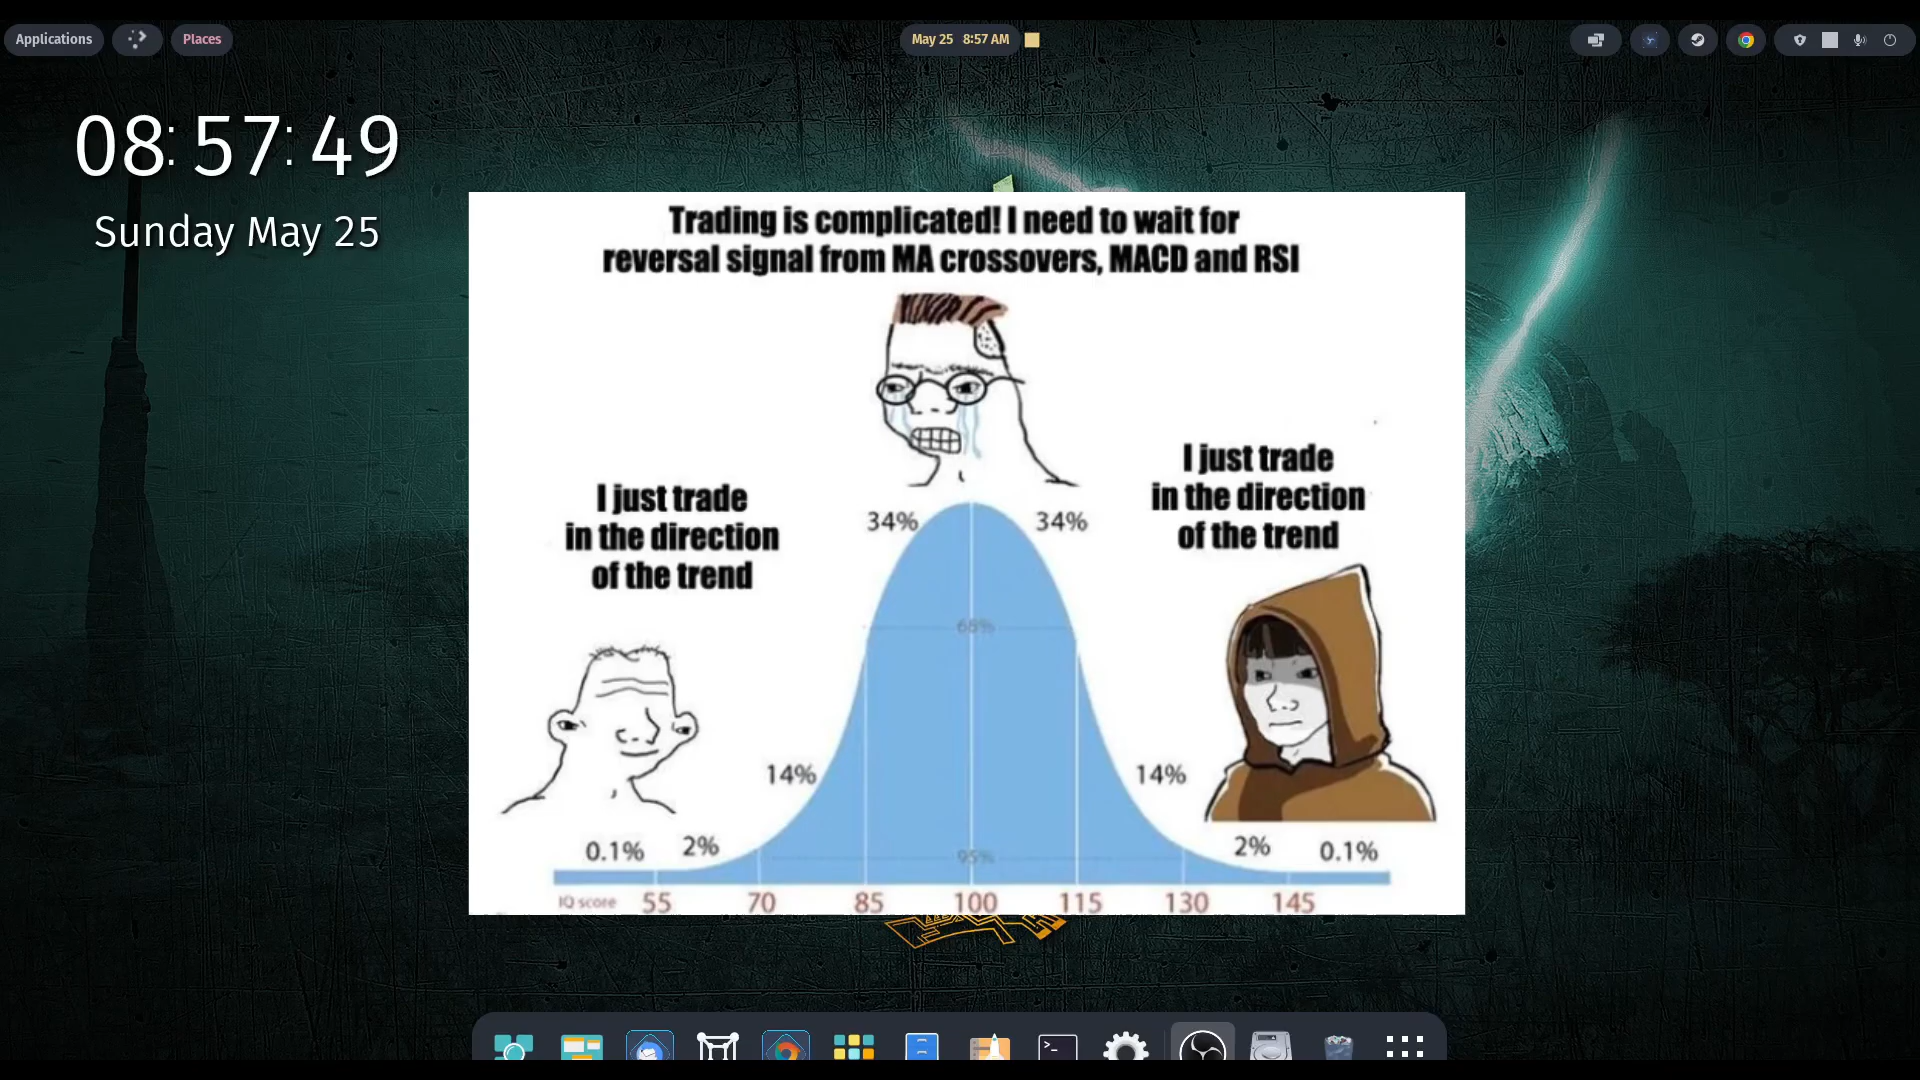 Applications
Places
May 25 8:57 AM
08:57:49
Sunday May 25
Trading is complicated! I need to wait for
reversal signal from MA crossovers, MACD and RSI
I just trade
in the direction
of the trend
I just trade
in the direction
of the trend
34%
34%
68%
14%
14%
0.1%
2%
95%
2%
0.1%
IQ score 55 70 85 100 115 130 145